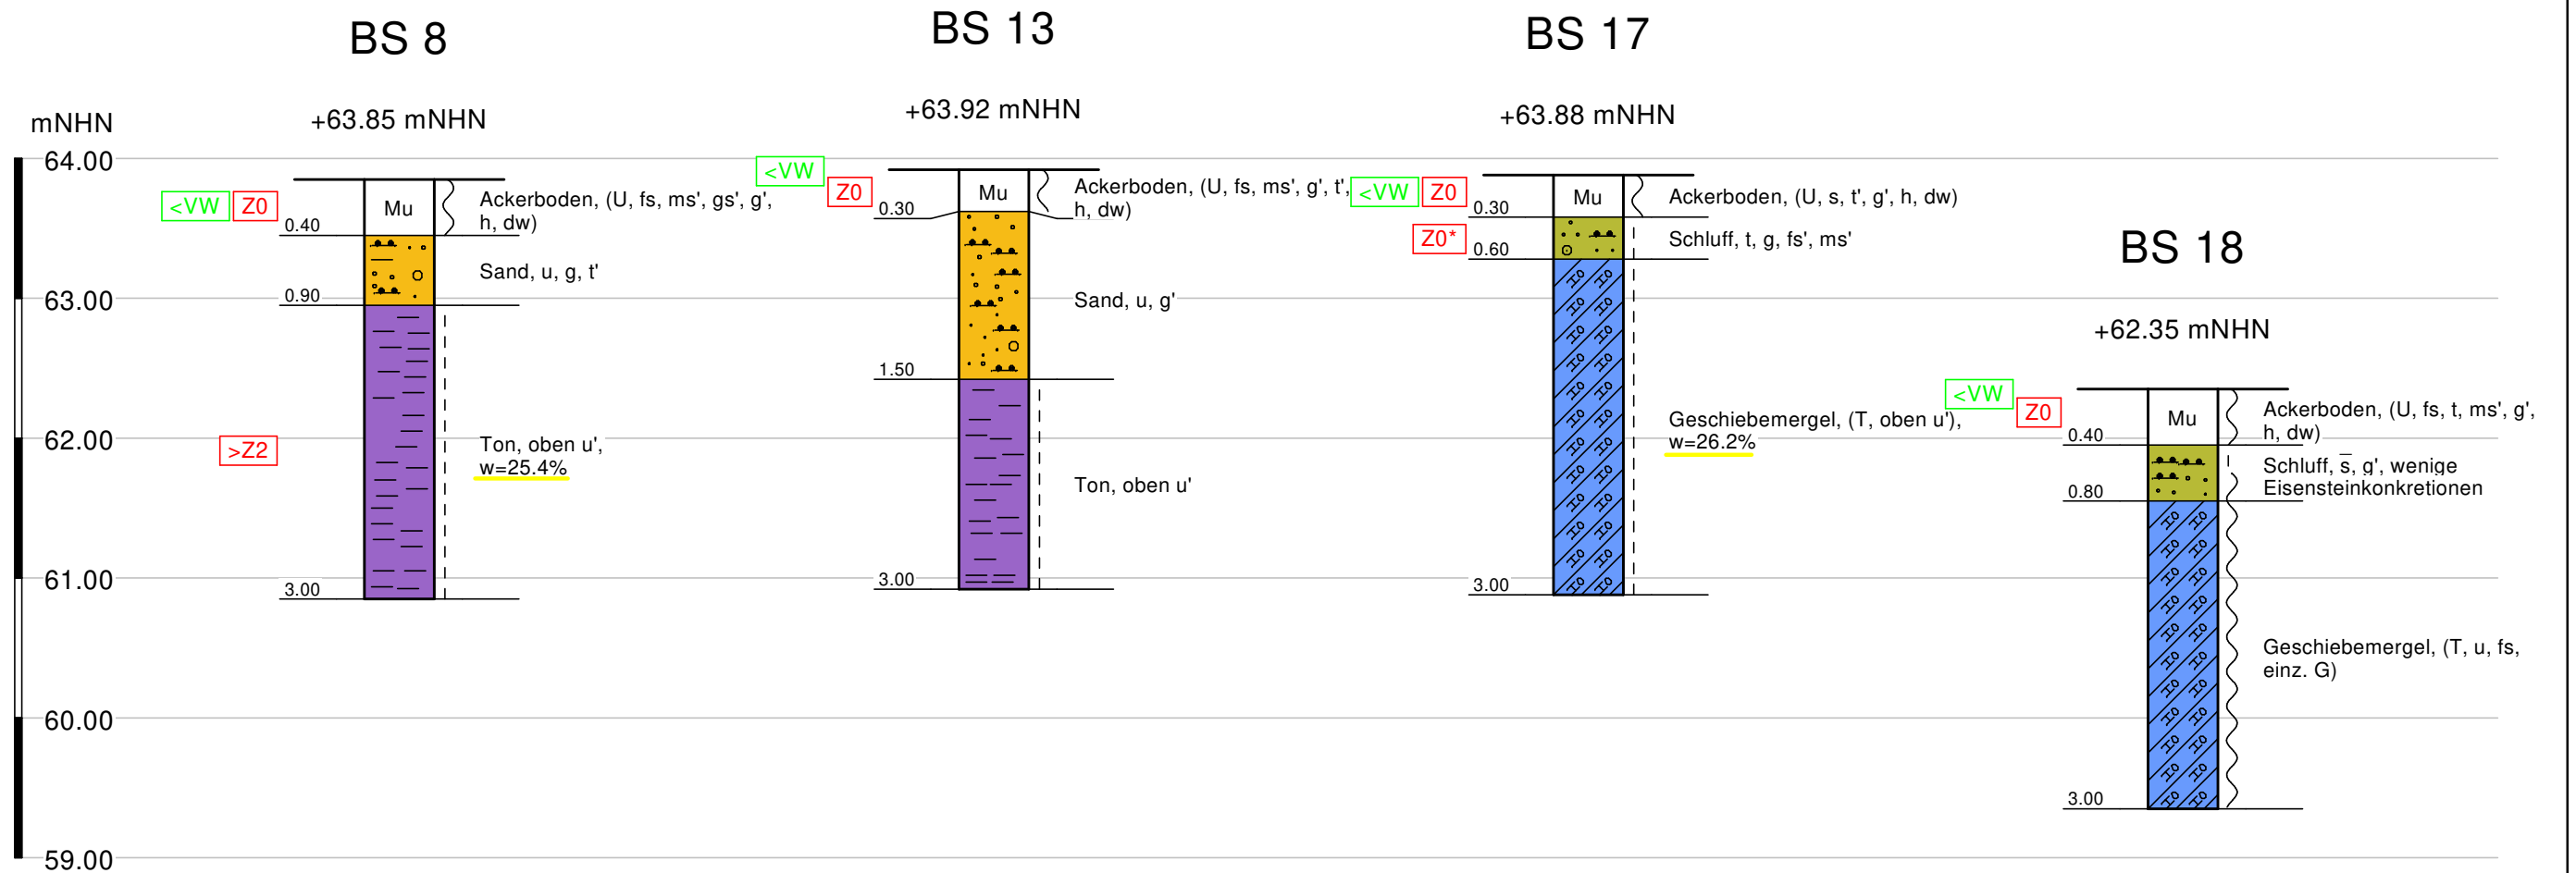 BS 8
+63.85 mNHN
<VW
Z0
0.40
Mu
Ackerboden, (U, fs, ms', gs', g',
h, dw)
Sand, u, g, t'
0.90
>Z2
Ton, oben u',
w=25.4%
3.00
BS 13
+63.92 mNHN
<VW
Z0
0.30
Mu
Ackerboden, (U, fs, ms', g', t',
h, dw)
Sand, u, g'
1.50
Ton, oben u'
3.00
BS 17
+63.88 mNHN
<VW
Z0
0.30
Mu
Ackerboden, (U, s, t', g', h, dw)
Z0*
0.60
Schluff, t, g, fs', ms'
Geschiebemergel, (T, oben u'),
w=26.2%
3.00
BS 18
+62.35 mNHN
<VW
Z0
0.40
Mu
Ackerboden, (U, fs, t, ms', g',
h, dw)
Schluff, s̅, g', wenige
Eisensteinkonkretionen
0.80
Geschiebemergel, (T, u, fs,
einz. G)
3.00
mNHN
64.00
63.00
62.00
61.00
60.00
59.00